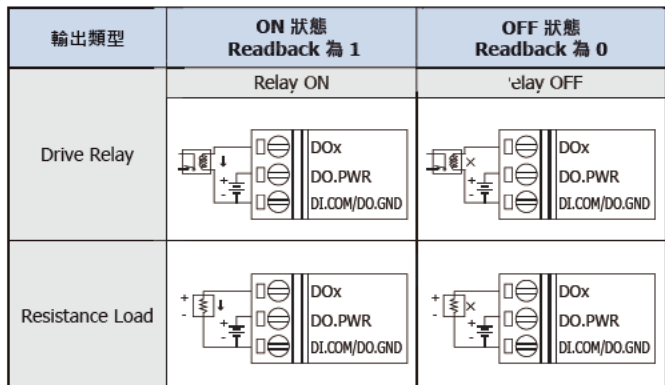 輸出類型
ON 狀態
Readback 為 1
OFF 狀態
Readback 為 0
Relay ON
elay OFF
Drive Relay
DOx
DO.PWR
DI.COM/DO.GND
DOx
DO.PWR
DI.COM/DO.GND
Resistance Load
DOx
DO.PWR
DI.COM/DO.GND
DOx
DO.PWR
DI.COM/DO.GND